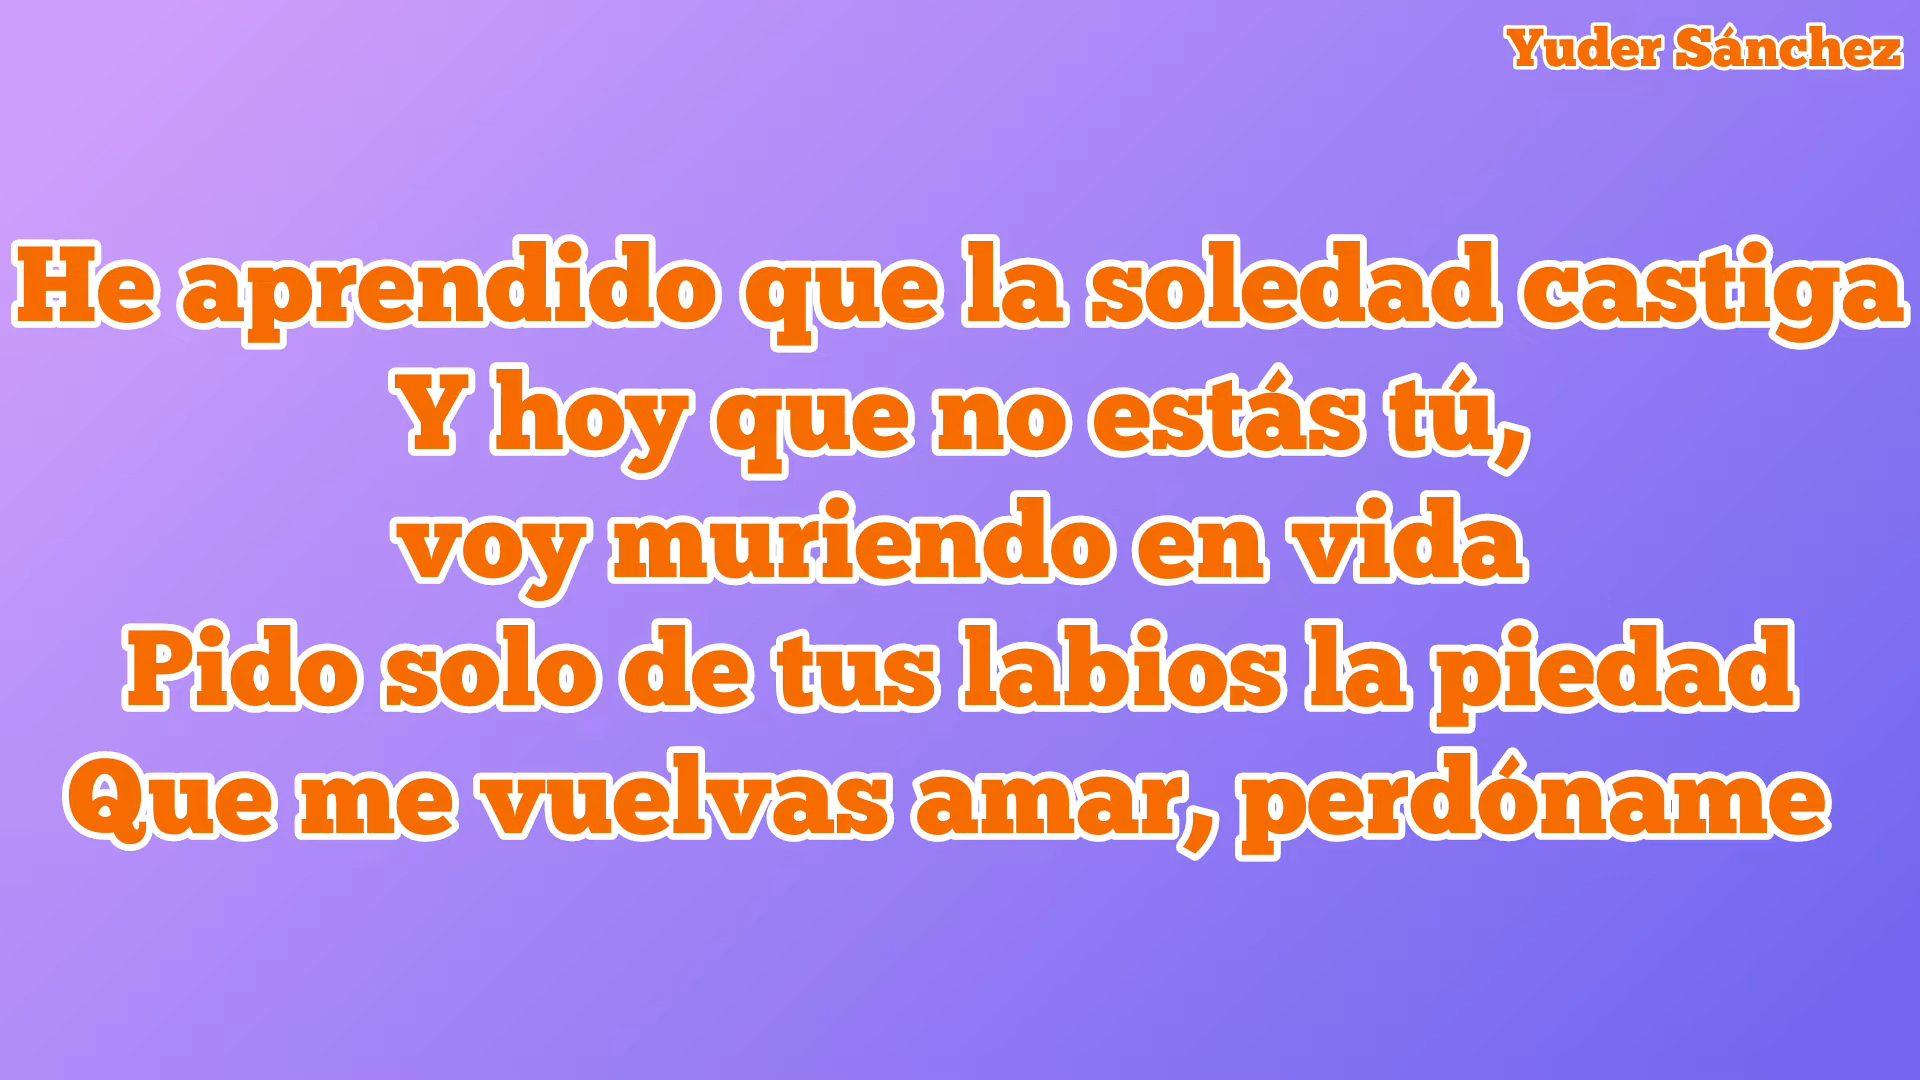 Yuder Sánchez
He aprendido que la soledad castiga
Y hoy que no estás tú,
voy muriendo en vida
Pido solo de tus labios la piedad
Que me vuelvas amar, perdóname